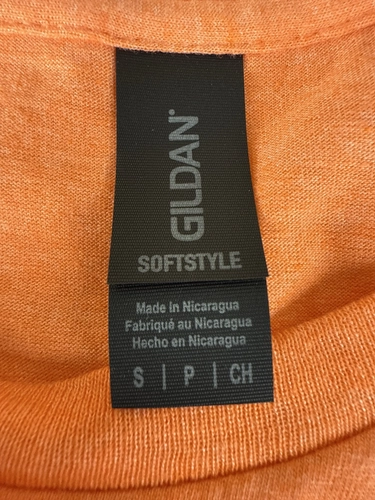 GILDAN®
SOFTSTYLE
Made in Nicaragua
Fabriqué au Nicaragua
Hecho en Nicaragua
S | P | CH